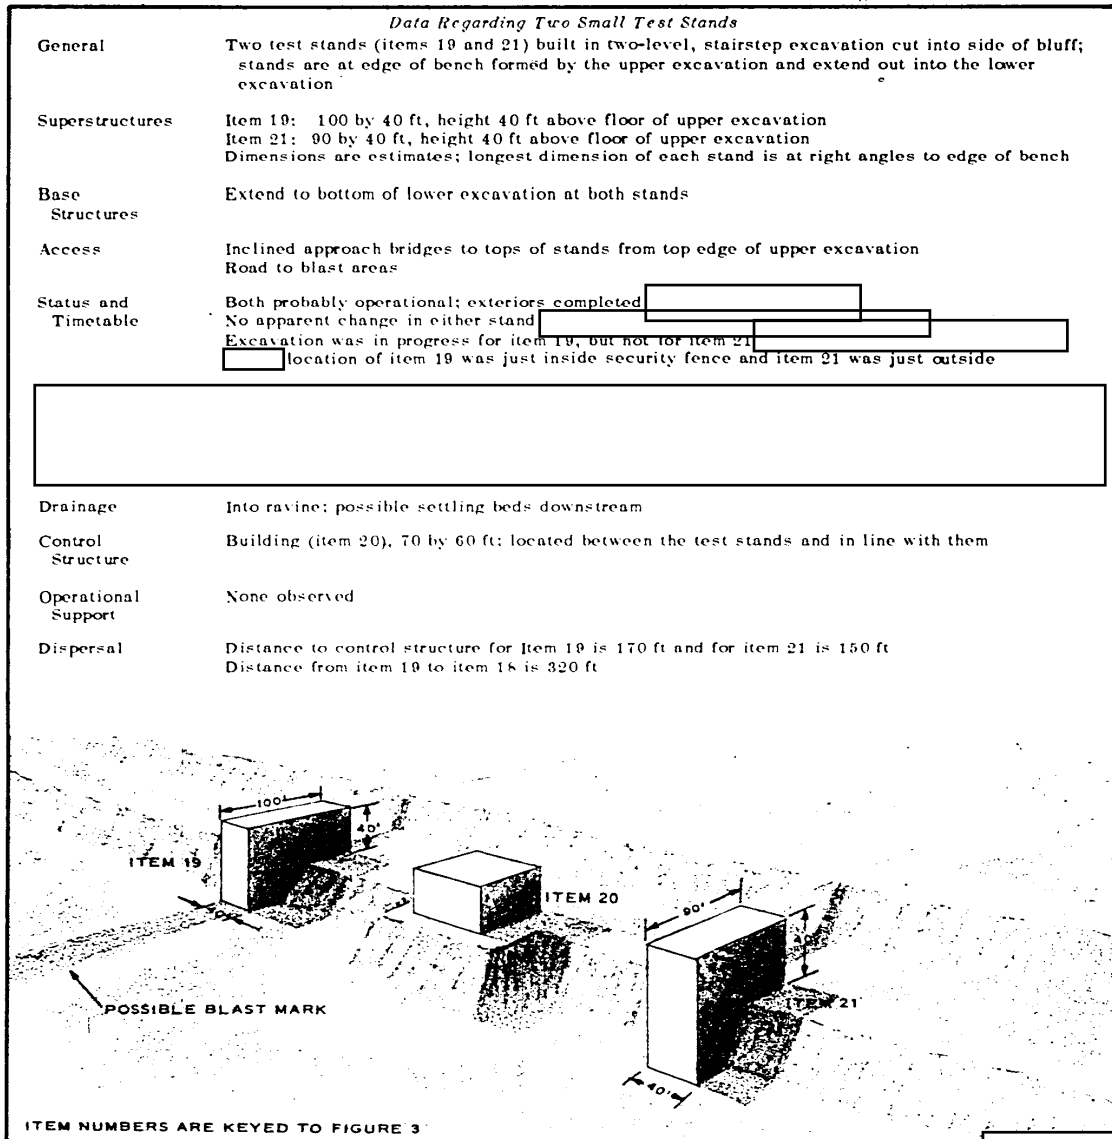 Data Regarding Two Small Test Stands
General Two test stands (items 19 and 21) built in two-level, stairstep excavation cut into side of bluff;
stands are at edge of bench formed by the upper excavation and extend out into the lower
excavation
Superstructures Item 19: 100 by 40 ft, height 40 ft above floor of upper excavation
Item 21: 90 by 40 ft, height 40 ft above floor of upper excavation
Dimensions are estimates; longest dimension of each stand is at right angles to edge of bench
Base Extend to bottom of lower excavation at both stands
Structures
Access Inclined approach bridges to tops of stands from top edge of upper excavation
Road to blast areas
Status and Both probably operational; exteriors completed
Timetable No apparent change in either stand
Excavation was in progress for item 19, but not for item 21
location of item 19 was just inside security fence and item 21 was just outside
Drainage Into ravine; possible settling beds downstream
Control Building (item 20), 70 by 60 ft; located between the test stands and in line with them
Structure
Operational None observed
Support
Dispersal Distance to control structure for Item 19 is 170 ft and for item 21 is 150 ft
Distance from item 19 to item 18 is 320 ft
100'
40'
ITEM 19
ITEM 20
90'
ITEM 21
POSSIBLE BLAST MARK
40'
ITEM NUMBERS ARE KEYED TO FIGURE 3